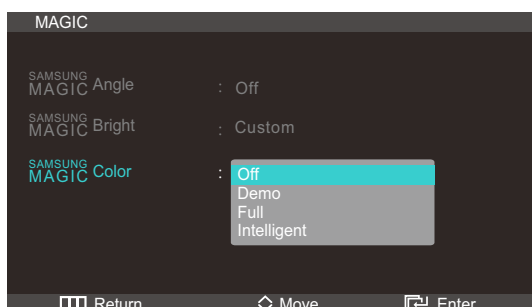 MAGIC
SAMSUNG
MAGIC Angle : Off
SAMSUNG
MAGIC Bright : Custom
SAMSUNG
MAGIC Color : Off
Demo
Full
Intelligent
Return Move Enter